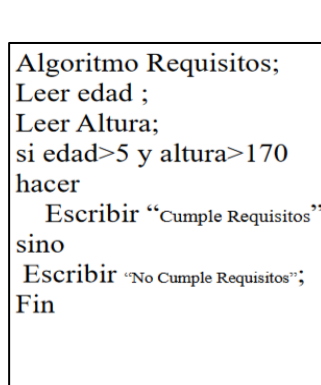 Algoritmo Requisitos;
Leer edad ;
Leer Altura;
si edad>5 y altura>170
hacer
Escribir “Cumple Requisitos”
sino
Escribir “No Cumple Requisitos”;
Fin